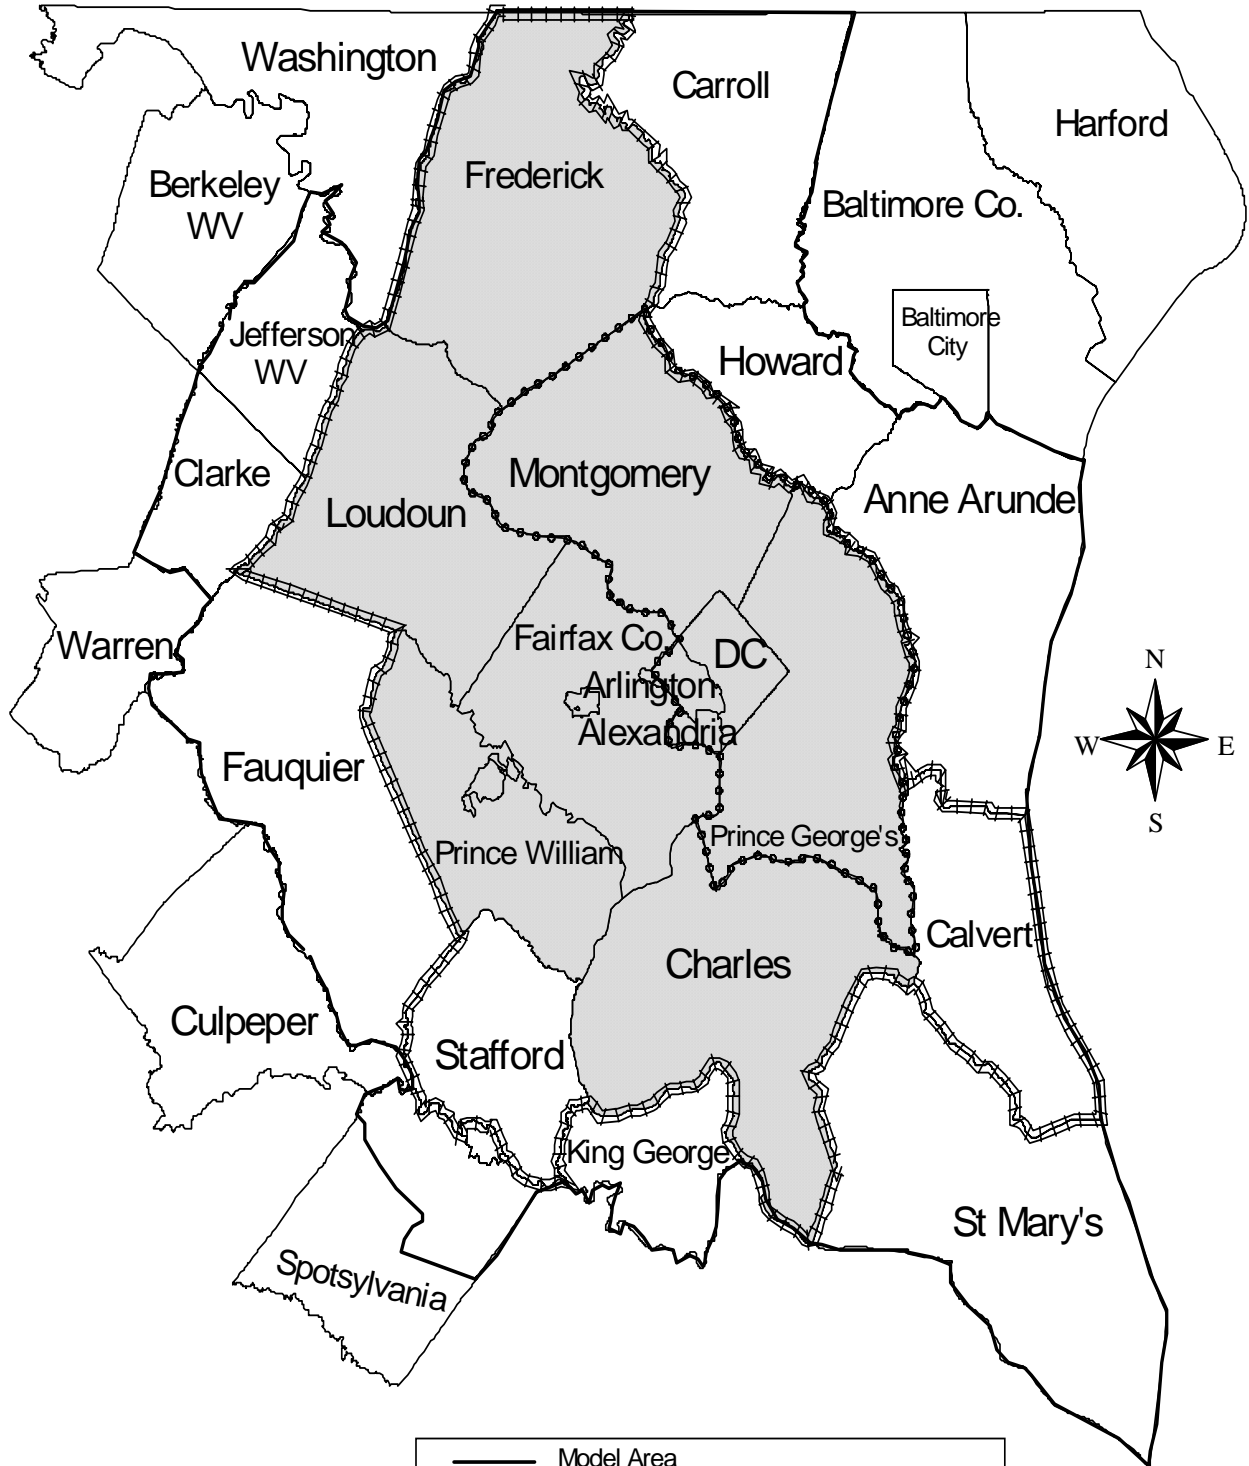 Washington
Carroll
Harford
Frederick
Berkeley
WV
Baltimore Co.
Baltimore
City
Jefferson
WV
Howard
Clarke
Montgomery
Loudoun
Anne Arunde
Warren
Fairfax Co.
DC
Arlington
Alexandria
N
W
E
S
Fauquier
Prince George's
Prince William
Calvert
Charles
Culpeper
Stafford
King George
St Mary's
Spotsylvania
Model Area